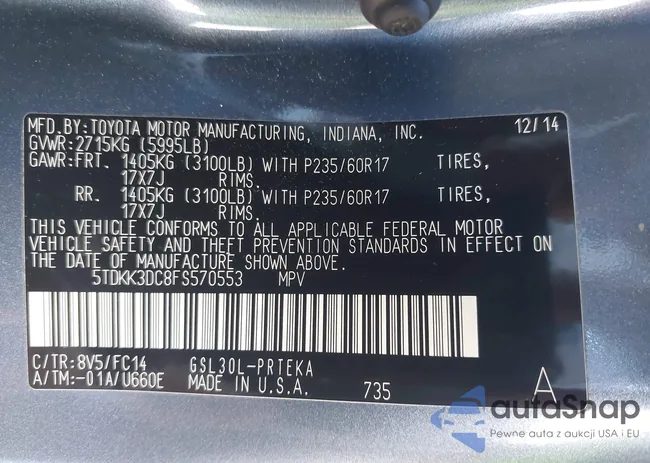 MFD.BY:TOYOTA MOTOR MANUFACTURING, INDIANA, INC. 12/14
GVWR:2715KG (5995LB)
GAWR:FRT. 1405KG (3100LB) WITH P235/60R17 TIRES,
17X7J RIMS.
RR. 1405KG (3100LB) WITH P235/60R17 TIRES,
17X7J RIMS.
THIS VEHICLE CONFORMS TO ALL APPLICABLE FEDERAL MOTOR
VEHICLE SAFETY AND THEFT PREVENTION STANDARDS IN EFFECT ON
THE DATE OF MANUFACTURE SHOWN ABOVE.
5TDKK3DC8FS570553 MPV
C/TR:8V5/FC14 GSL30L-PRTEKA
A/TM:-01A/U660E MADE IN U.S.A. 735 A
autaSnap
Pewne auta z aukcji USA i EU